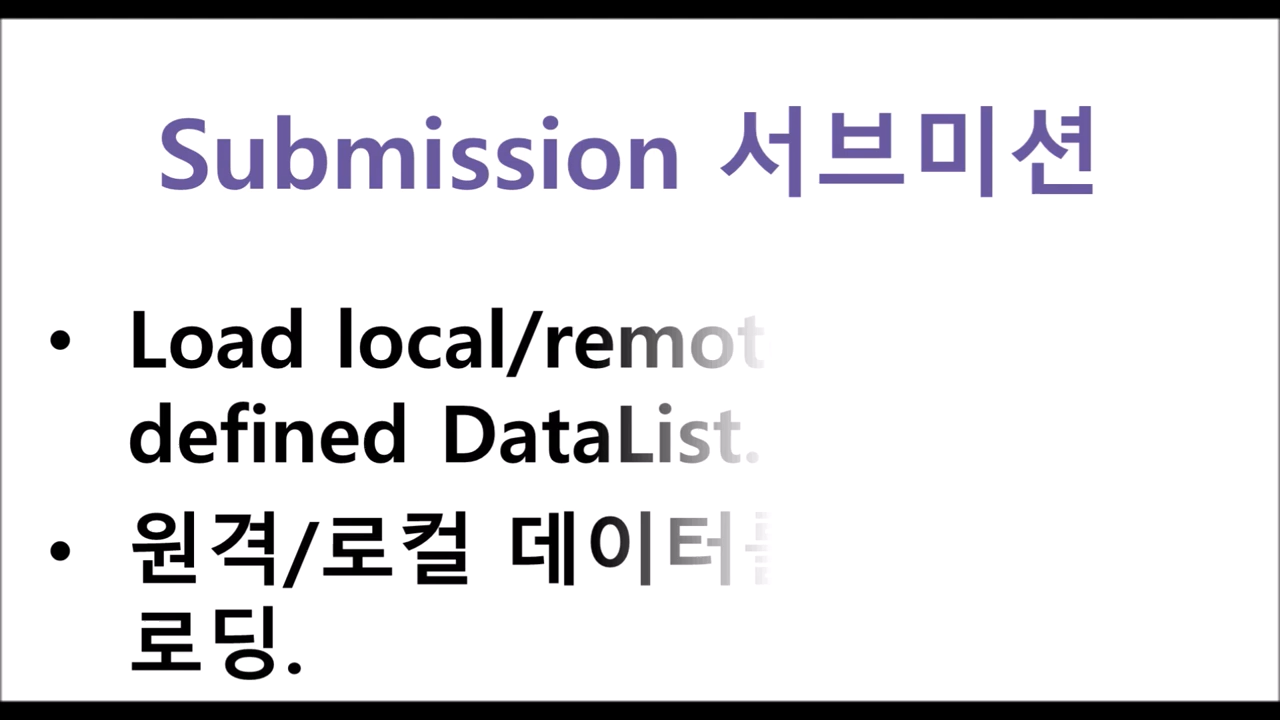 Submission 서브미션
• Load local/remot
defined DataList.
• 원격/로컬 데이터를
로딩.